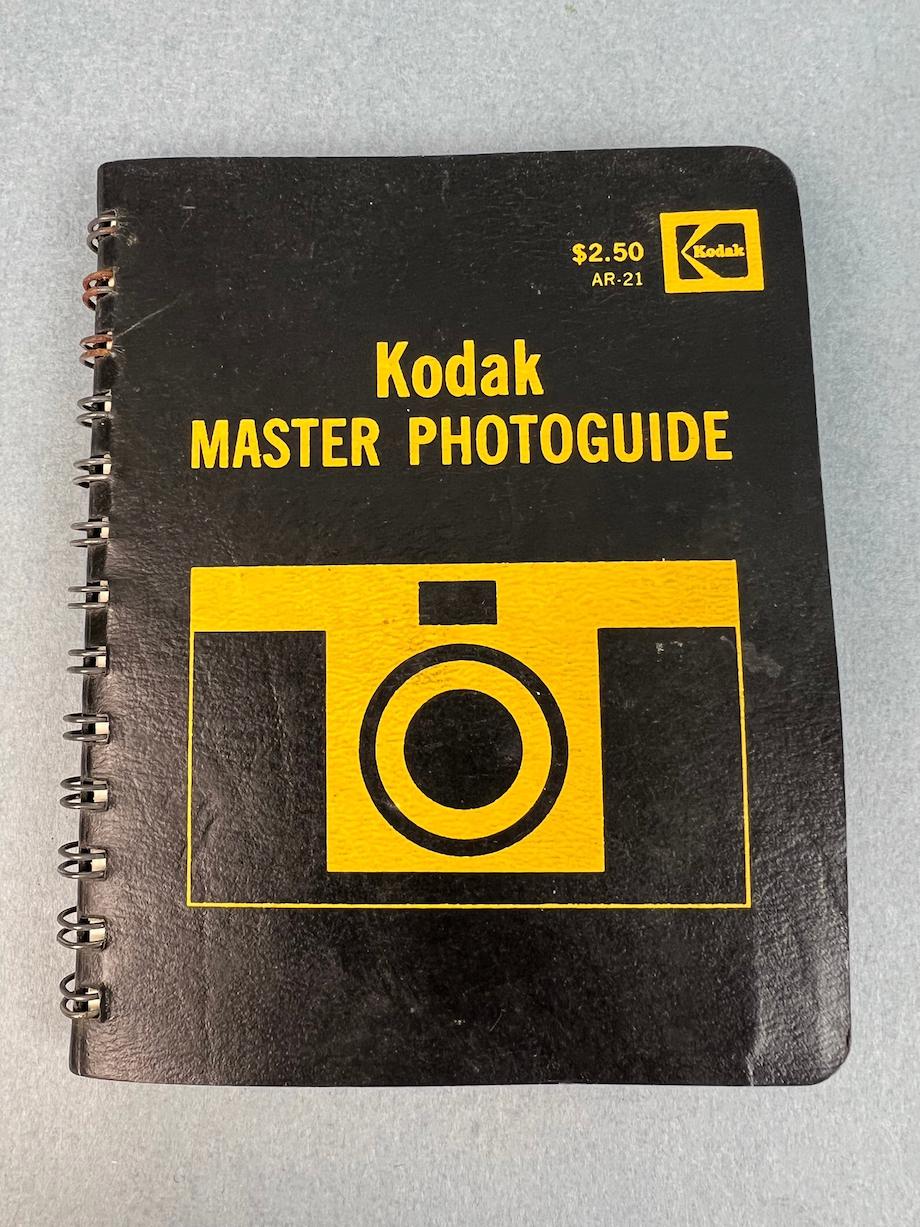 $2.50
AR-21
Kodak
Kodak
MASTER PHOTOGUIDE